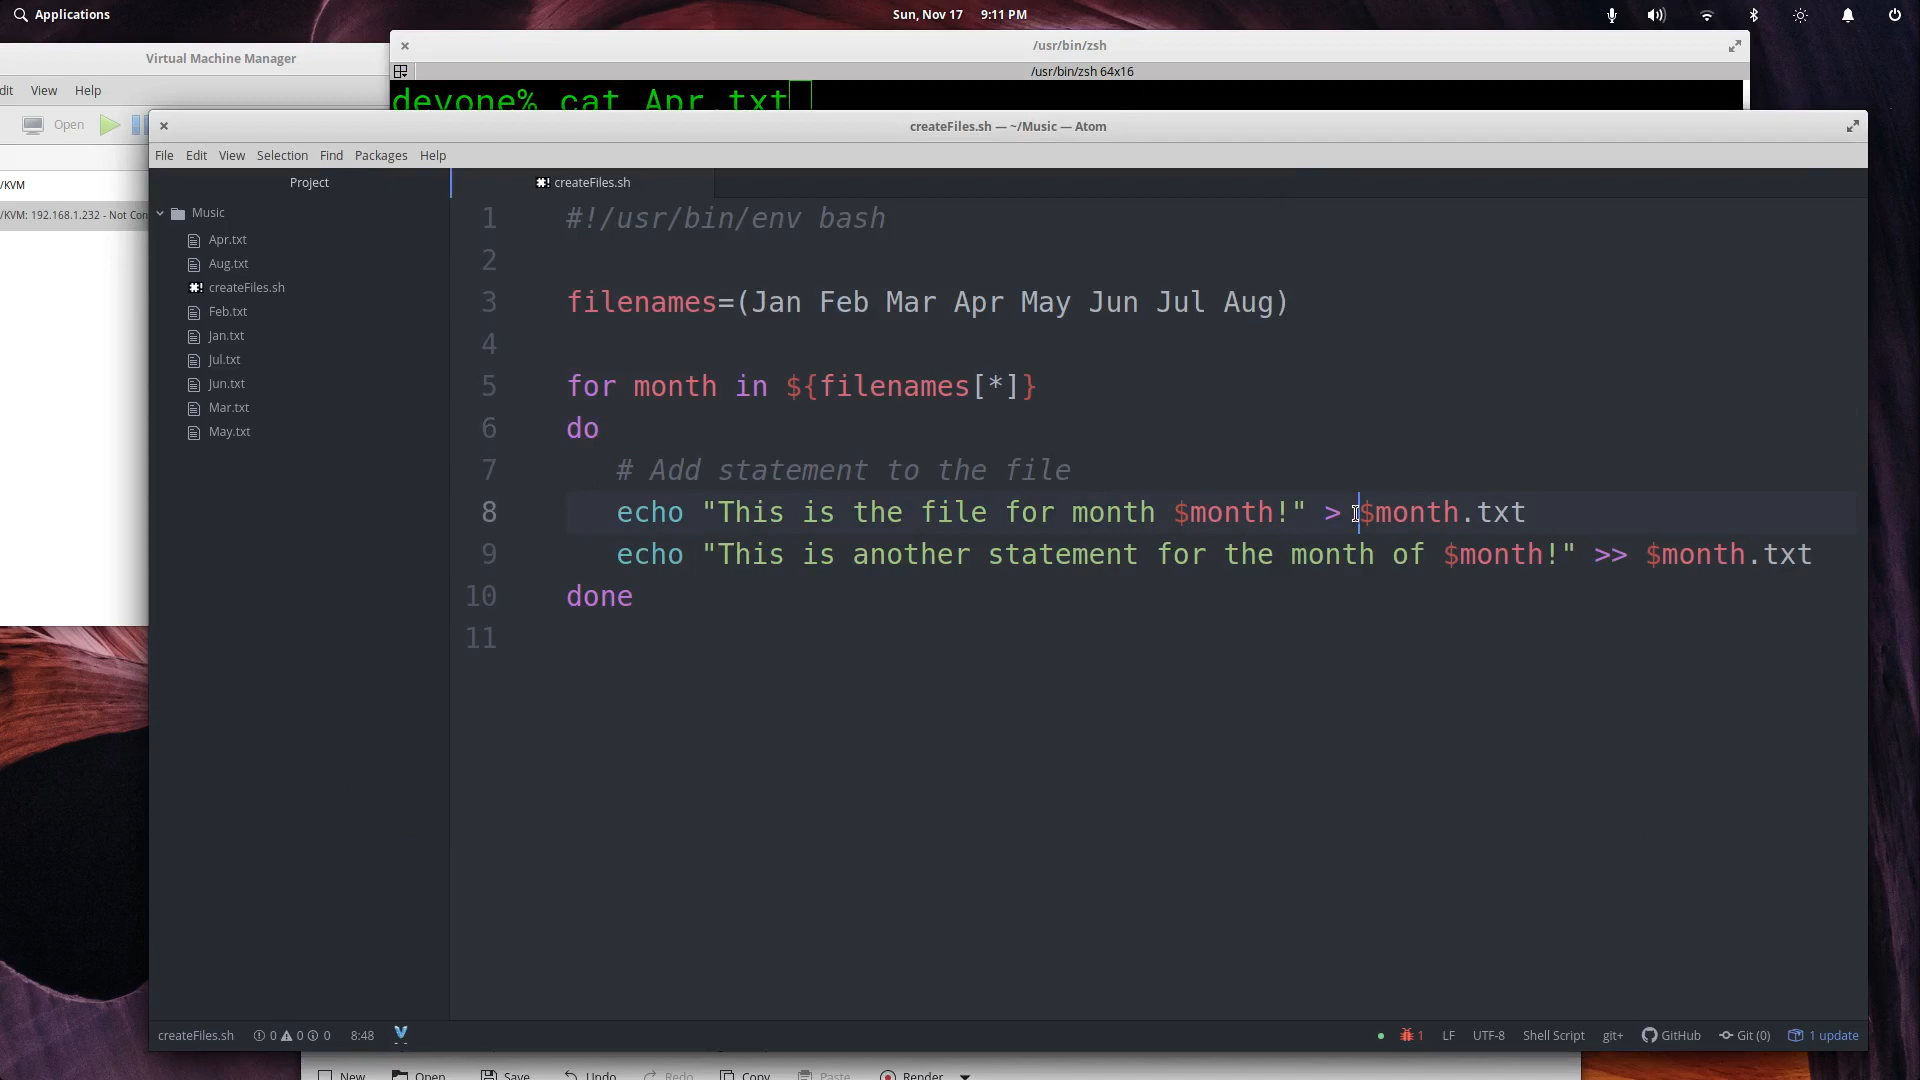 Applications
Sun, Nov 17 9:11 PM
Virtual Machine Manager
/usr/bin/zsh
/usr/bin/zsh 64x16
dit View Help
Open
devone% cat Apr.txt
/KVM
/KVM: 192.168.1.232 - Not Con
createFiles.sh — ~/Music — Atom
File Edit View Selection Find Packages Help
Project
createFiles.sh
Music
Apr.txt
Aug.txt
createFiles.sh
Feb.txt
Jan.txt
Jul.txt
Jun.txt
Mar.txt
May.txt
1 #!/usr/bin/env bash
2
3 filenames=(Jan Feb Mar Apr May Jun Jul Aug)
4
5 for month in ${filenames[*]}
6 do
7 # Add statement to the file
8 echo "This is the file for month $month!" > $month.txt
9 echo "This is another statement for the month of $month!" >> $month.txt
10 done
11
createFiles.sh 0 0 0 8:48
1 LF UTF-8 Shell Script git+ GitHub Git (0) 1 update
New Open Save Undo Redo Copy Paste Render